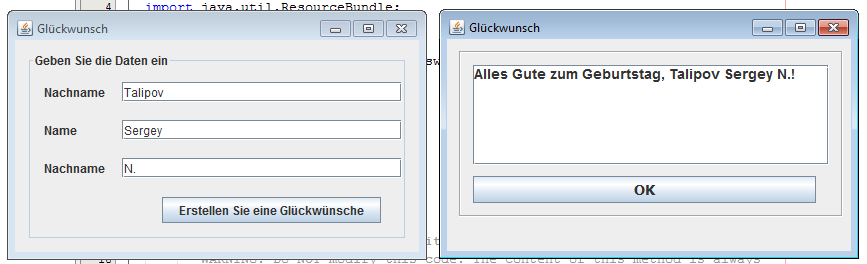 4 import java.util.ResourceBundle;
Glückwunsch
Geben Sie die Daten ein
Nachname Talipov
Name Sergey
Nachname N.
Erstellen Sie eine Glückwünsche
Glückwunsch
Alles Gute zum Geburtstag, Talipov Sergey N.!
OK
WARNING: Do NOT modify this code. The content of this method is always